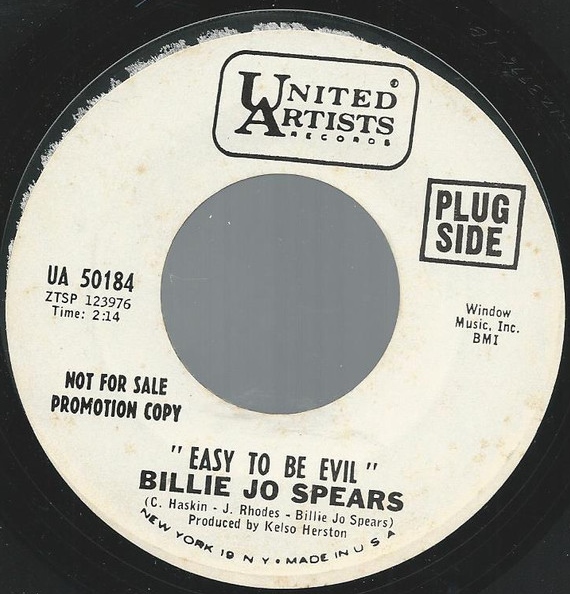 UNITED
ARTISTS
RECORDS
PLUG
SIDE
UA 50184
ZTSP 123976
Time: 2:14
Window
Music, Inc.
BMI
NOT FOR SALE
PROMOTION COPY
"EASY TO BE EVIL"
BILLIE JO SPEARS
(C. Haskin - J. Rhodes - Billie Jo Spears)
Produced by Kelso Herston
NEW YORK 19 N Y • MADE IN U S A